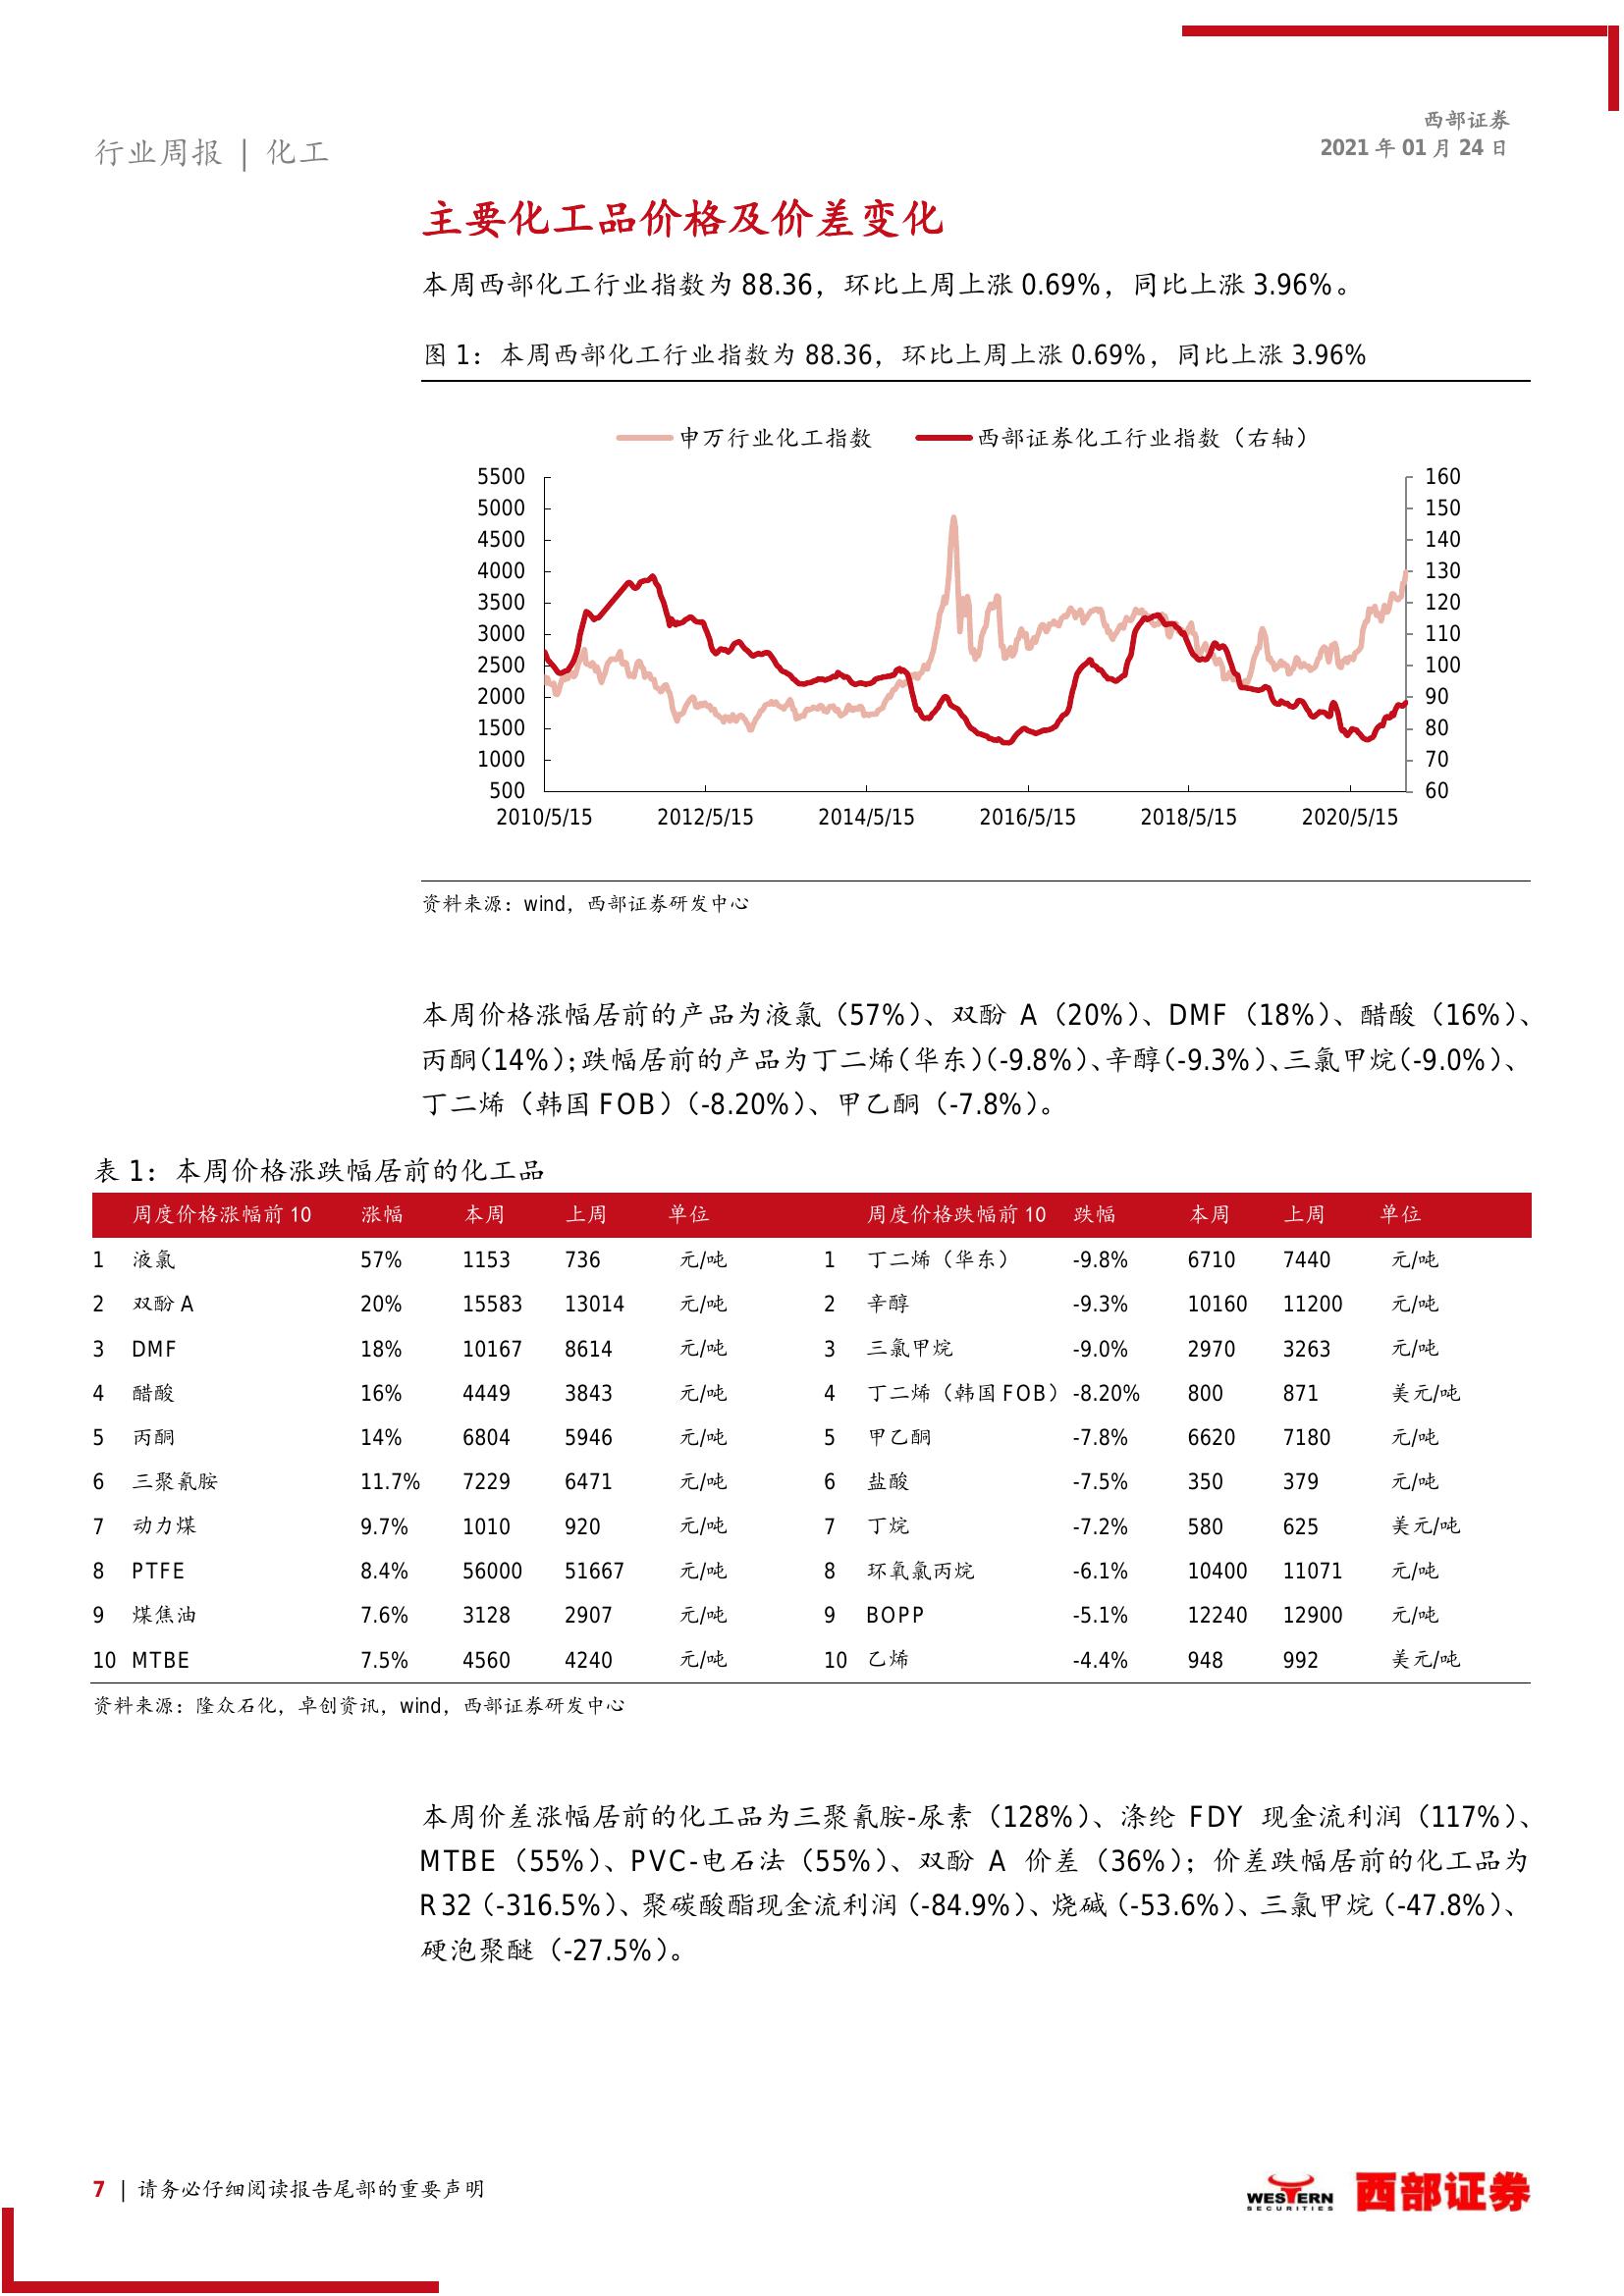 行业周报 | 化工
西部证券
2021 年 01 月 24 日
主要化工品价格及价差变化
本周西部化工行业指数为 88.36，环比上周上涨 0.69%，同比上涨 3.96%。
图 1：本周西部化工行业指数为 88.36，环比上周上涨 0.69%，同比上涨 3.96%
申万行业化工指数 西部证券化工行业指数（右轴）
5500 160
5000 150
4500 140
4000 130
3500 120
3000 110
2500 100
2000 90
1500 80
1000 70
500 60
2010/5/15 2012/5/15 2014/5/15 2016/5/15 2018/5/15 2020/5/15
资料来源：wind，西部证券研发中心
本周价格涨幅居前的产品为液氯（57%）、双酚 A（20%）、DMF（18%）、醋酸（16%）、
丙酮（14%）；跌幅居前的产品为丁二烯（华东）（-9.8%）、辛醇（-9.3%）、三氯甲烷（-9.0%）、
丁二烯（韩国 FOB）（-8.20%）、甲乙酮（-7.8%）。
表 1：本周价格涨跌幅居前的化工品
周度价格涨幅前 10 涨幅 本周 上周 单位 周度价格跌幅前 10 跌幅 本周 上周 单位
1 液氯 57% 1153 736 元/吨 1 丁二烯（华东） -9.8% 6710 7440 元/吨
2 双酚 A 20% 15583 13014 元/吨 2 辛醇 -9.3% 10160 11200 元/吨
3 DMF 18% 10167 8614 元/吨 3 三氯甲烷 -9.0% 2970 3263 元/吨
4 醋酸 16% 4449 3843 元/吨 4 丁二烯（韩国 FOB） -8.20% 800 871 美元/吨
5 丙酮 14% 6804 5946 元/吨 5 甲乙酮 -7.8% 6620 7180 元/吨
6 三聚氰胺 11.7% 7229 6471 元/吨 6 盐酸 -7.5% 350 379 元/吨
7 动力煤 9.7% 1010 920 元/吨 7 丁烷 -7.2% 580 625 美元/吨
8 PTFE 8.4% 56000 51667 元/吨 8 环氧氯丙烷 -6.1% 10400 11071 元/吨
9 煤焦油 7.6% 3128 2907 元/吨 9 BOPP -5.1% 12240 12900 元/吨
10 MTBE 7.5% 4560 4240 元/吨 10 乙烯 -4.4% 948 992 美元/吨
资料来源：隆众石化，卓创资讯，wind，西部证券研发中心
本周价差涨幅居前的化工品为三聚氰胺-尿素（128%）、涤纶 FDY 现金流利润（117%）、
MTBE（55%）、PVC-电石法（55%）、双酚 A 价差（36%）；价差跌幅居前的化工品为
R32（-316.5%）、聚碳酸酯现金流利润（-84.9%）、烧碱（-53.6%）、三氯甲烷（-47.8%）、
硬泡聚醚（-27.5%）。
7 | 请务必仔细阅读报告尾部的重要声明
WESTERN
SECURITIES
西部证券